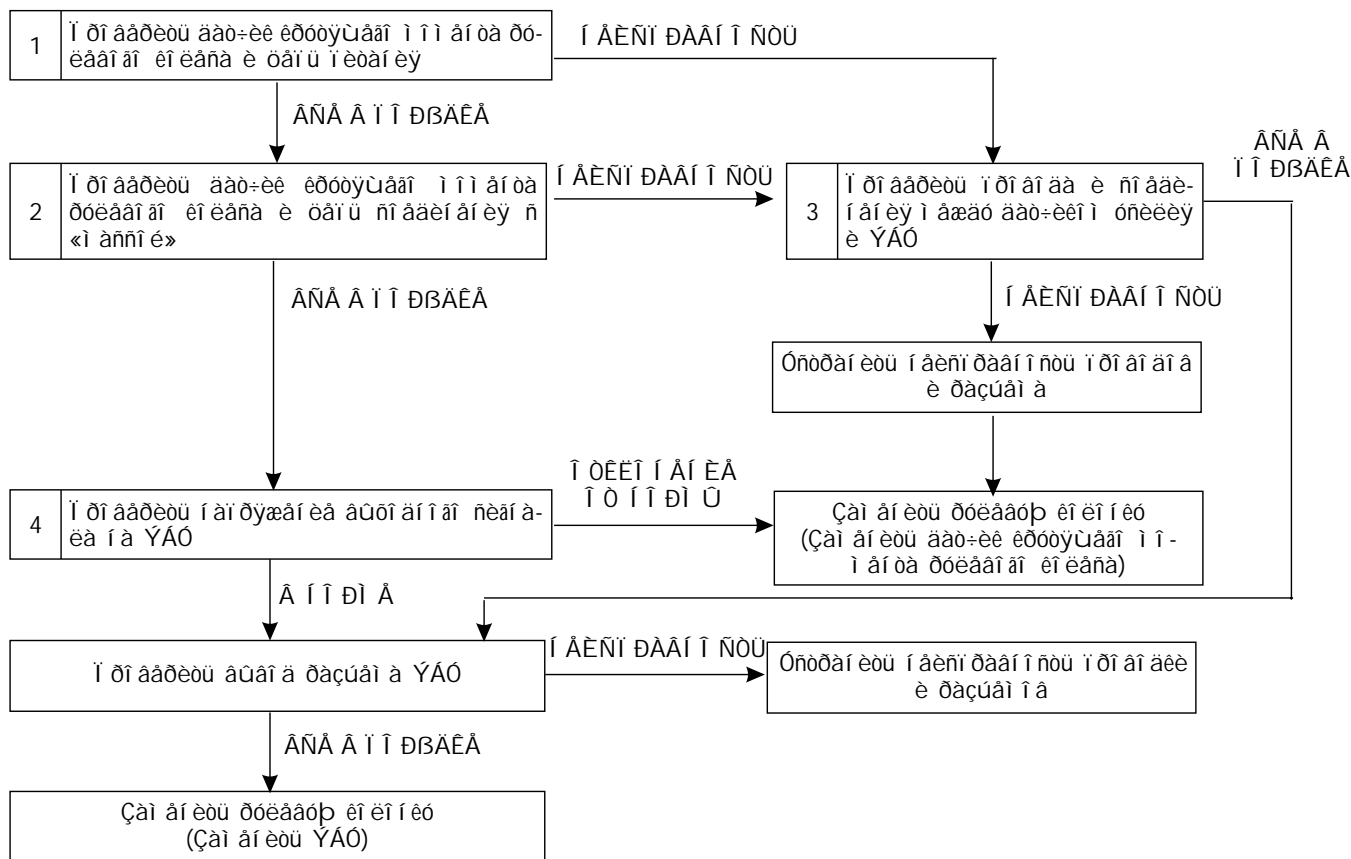 1
Ï ðî âåðèòü äàò÷èê êðóòÿùåãî ì îì åí òà ðó-
ëåâî ãî êî ëåñà è öåï ü ï èòàí èÿ
Í ÅÈÑÏ ÐÀÂÍ Î ÑÒÜ
ÂÑÅ Â Ï Î ÐßÄÊÅ
ÂÑÅ Â
Ï Î ÐßÄÊÅ
2
Ï ðî âåðèòü äàò÷èê êðóòÿùåãî ì îì åí òà
ðóëåâî ãî êî ëåñà è öåï ü ñî åäèí åí èÿ ñ
«ì àññî é»
Í ÅÈÑÏ ÐÀÂÍ Î ÑÒÜ
3
Ï ðî âåðèòü ï ðî âî äà è ñî åäè-
í åí èÿ ì åæäó äàò÷èêî ì óñèëèÿ
è ÝÁÓ
ÂÑÅ Â Ï Î ÐßÄÊÅ
Í ÅÈÑÏ ÐÀÂÍ Î ÑÒÜ
Óñòðàí èòü í åèñï ðàâí î ñòü ï ðî âî äî â
è ðàçúåì à
4
Ï ðî âåðèòü í àï ðÿæåí èå âûõî äí î ãî ñèãí à-
ëà í à ÝÁÓ
Î ÒÊËÎ Í ÅÍ ÈÅ
Î Ò Í Î ÐÌ Û
Çàì åí èòü ðóëåâóþ êî ëî í êó
(Çàì åí èòü äàò÷èê êðóòÿùåãî ì î -
ì åí òà ðóëåâî ãî êî ëåñà)
Â Í Î ÐÌ Å
Ï ðî âåðèòü âûâî ä ðàçúåì à ÝÁÓ
Í ÅÈÑÏ ÐÀÂÍ Î ÑÒÜ
Óñòðàí èòü í åèñï ðàâí î ñòü ï ðî âî äêè
è ðàçúåì î â
ÂÑÅ Â Ï Î ÐßÄÊÅ
Çàì åí èòü ðóëåâóþ êî ëî í êó
(Çàì åí èòü ÝÁÓ)